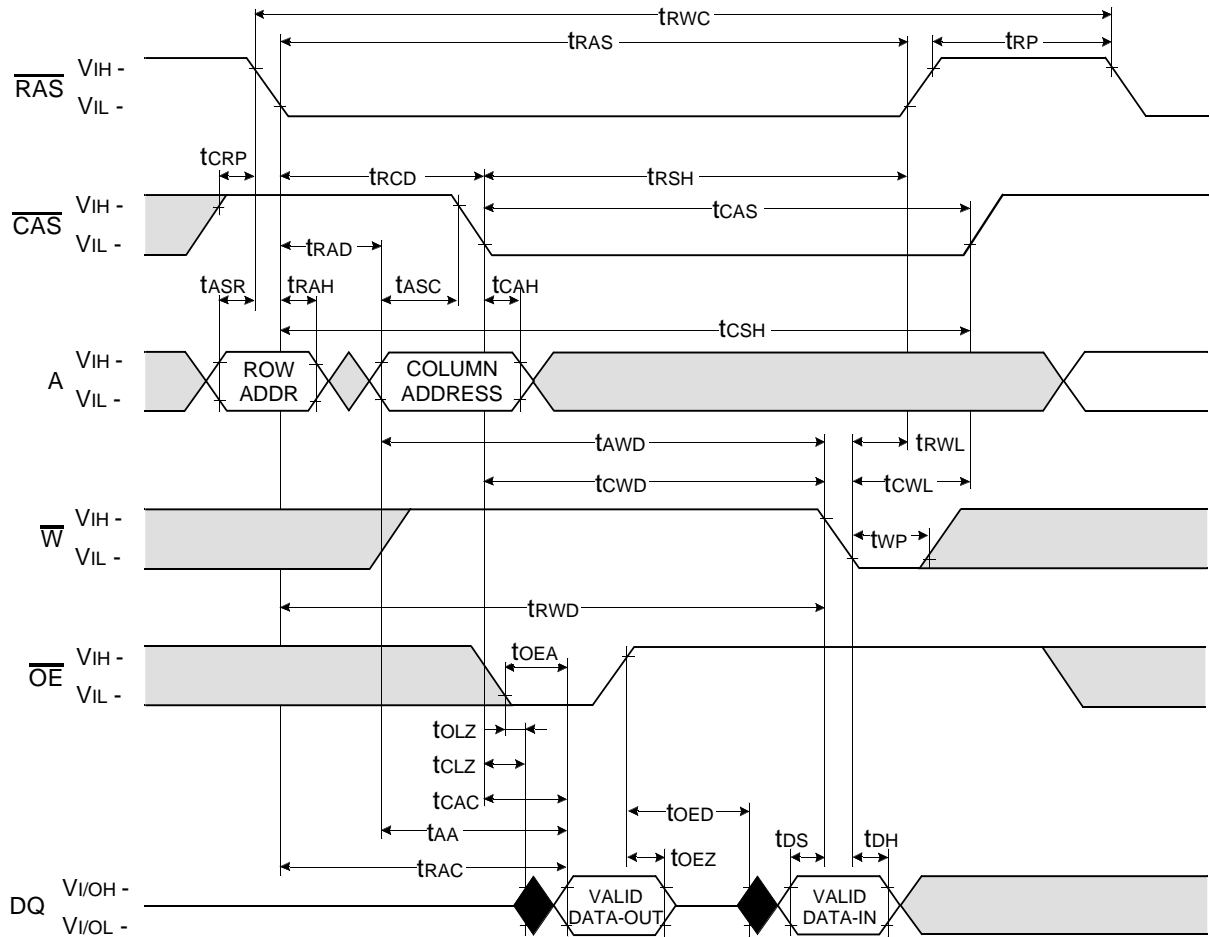 tRWC
tRAS
tRP
RAS
VIH -
VIL -
tCRP
tRCD
tRSH
CAS
VIH -
VIL -
tCAS
tRAD
tASR
tRAH
tASC
tCAH
tCSH
A
VIH -
VIL -
ROW
ADDR
COLUMN
ADDRESS
tAWD
tRWL
tCWD
tCWL
W
VIH -
VIL -
tWP
tRWD
OE
VIH -
VIL -
tOEA
tOLZ
tCLZ
tCAC
tOED
tAA
tOEZ
tDS
tDH
tRAC
DQ
VI/OH -
VI/OL -
VALID
DATA-OUT
VALID
DATA-IN